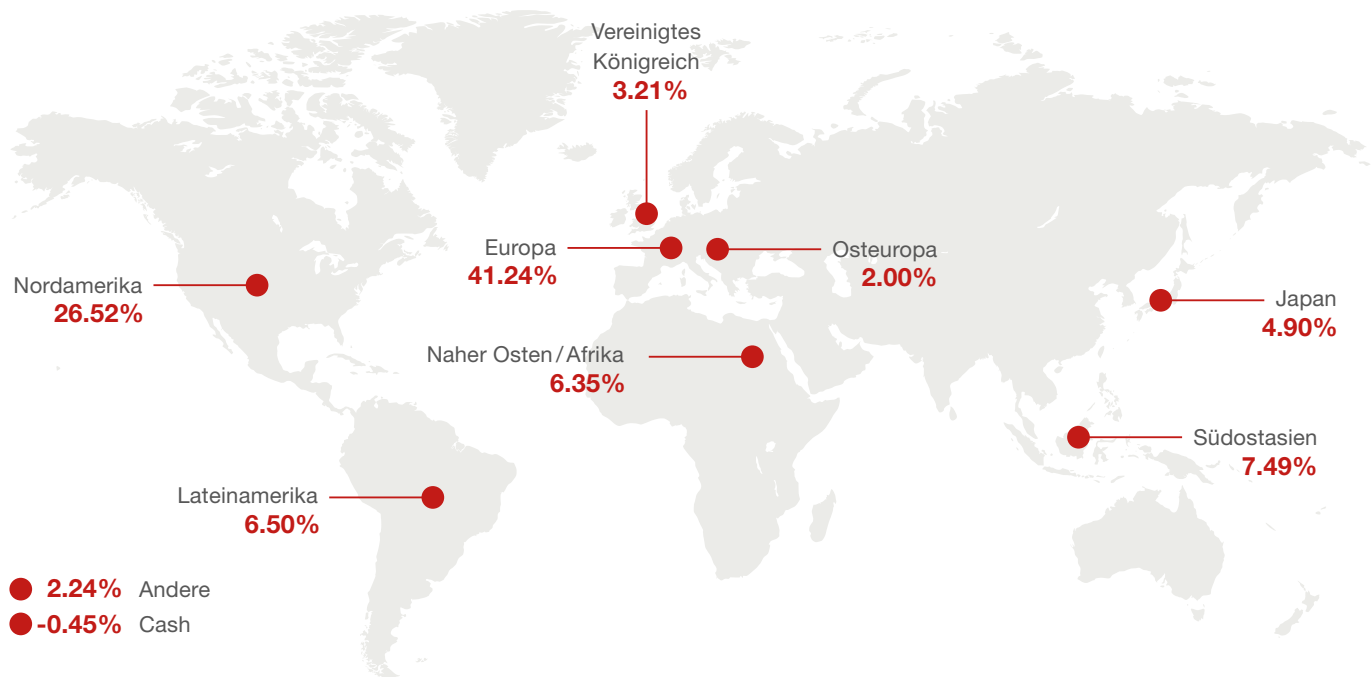 Vereinigtes
Königreich
3.21%
Europa
41.24%
Osteuropa
2.00%
Nordamerika
26.52%
Japan
4.90%
Naher Osten/Afrika
6.35%
Südostasien
7.49%
Lateinamerika
6.50%
2.24% Andere
-0.45% Cash